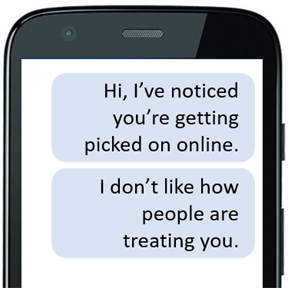 Hi, I’ve noticed
you’re getting
picked on online.
I don’t like how
people are
treating you.